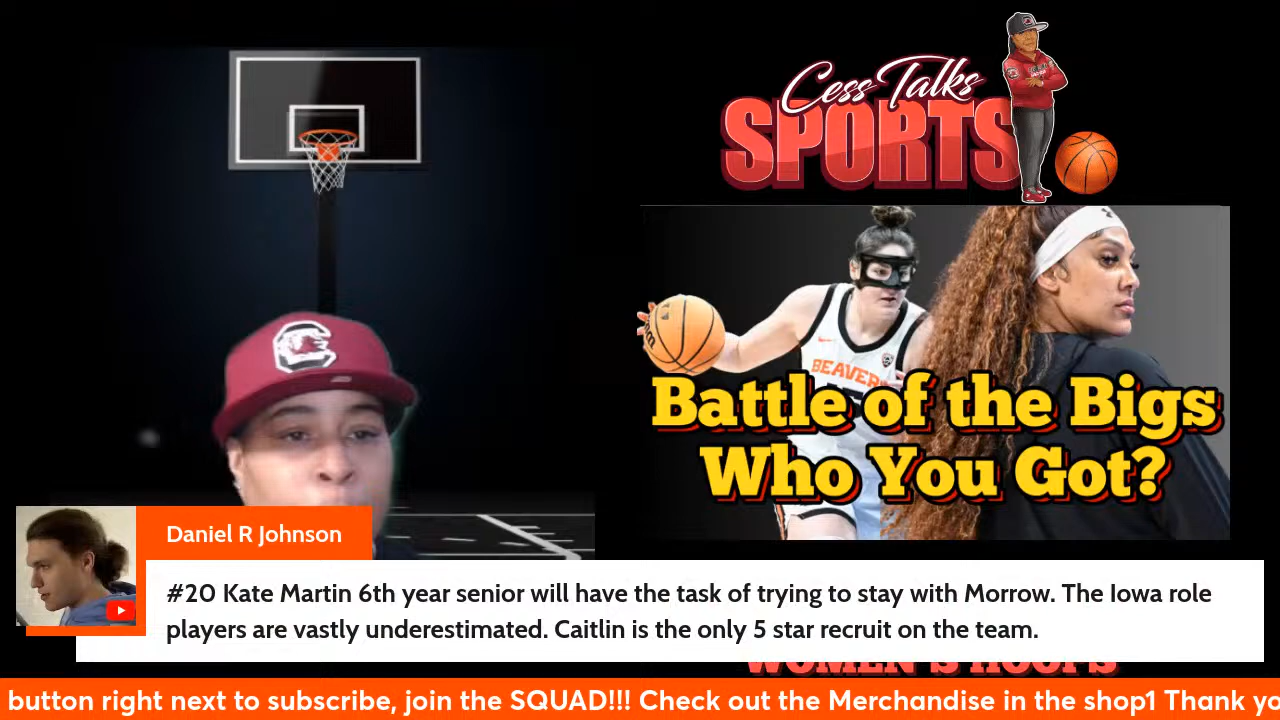 Cess Talks
SPORTS
BEAVERS
Battle of the Bigs
Who You Got?
Daniel R Johnson
#20 Kate Martin 6th year senior will have the task of trying to stay with Morrow. The Iowa role
players are vastly underestimated. Caitlin is the only 5 star recruit on the team.
WOMEN'S HOOPS
button right next to subscribe, join the SQUAD!!! Check out the Merchandise in the shop1 Thank yo